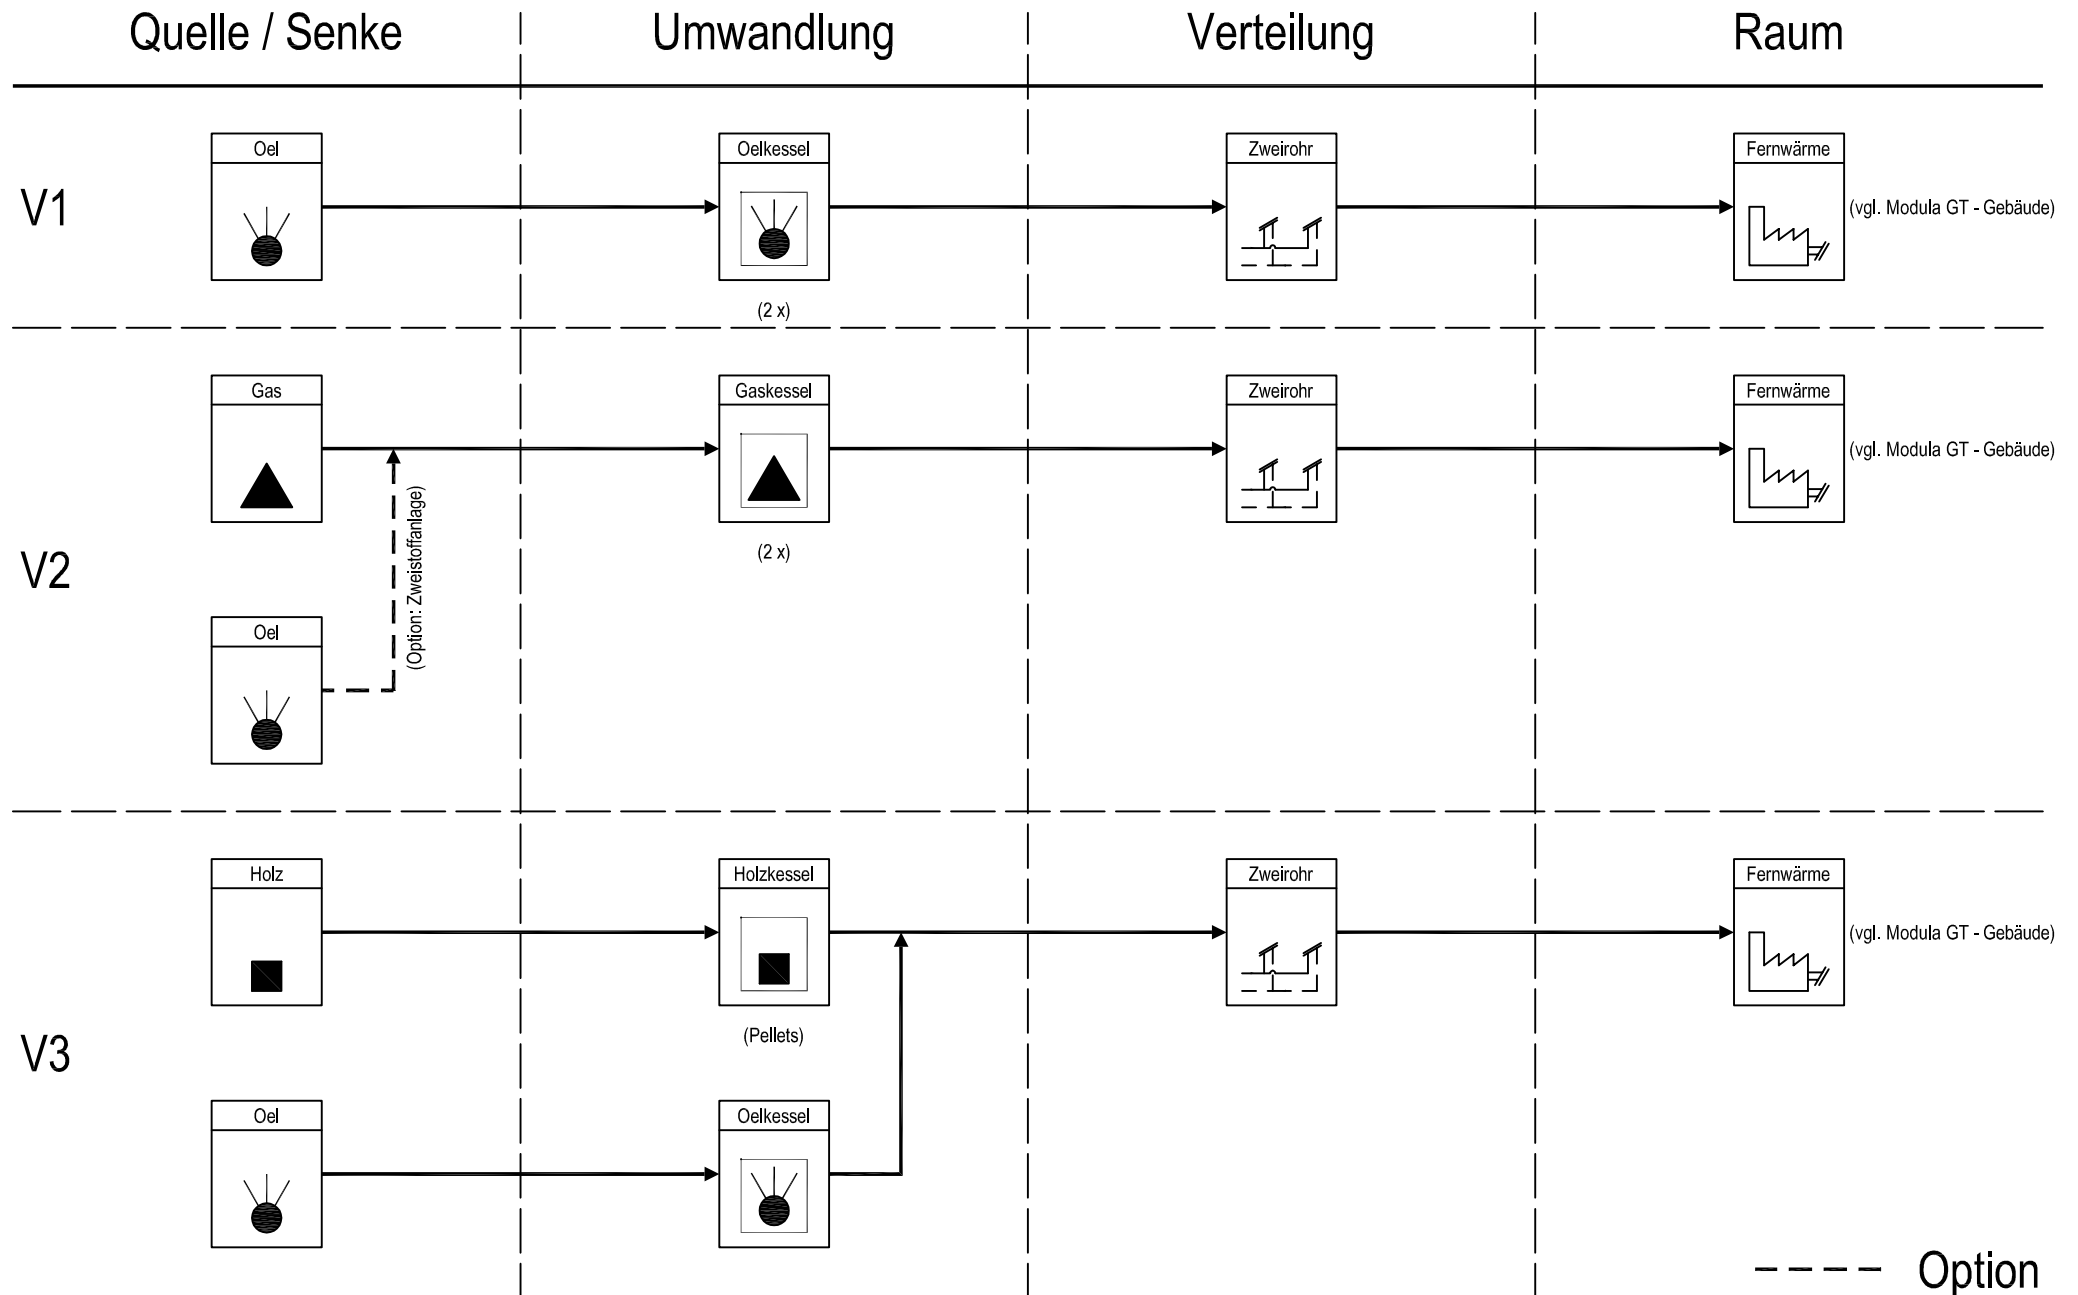 Quelle / Senke
Umwandlung
Verteilung
Raum
V1
Oel
Oelkessel
(2 x)
Zweirohr
Fernwärme
(vgl. Modula GT - Gebäude)
V2
Gas
(Option: Zweistoffanlage)
Gaskessel
(2 x)
Zweirohr
Fernwärme
(vgl. Modula GT - Gebäude)
Oel
V3
Holz
Holzkessel
(Pellets)
Zweirohr
Fernwärme
(vgl. Modula GT - Gebäude)
Oel
Oelkessel
Option